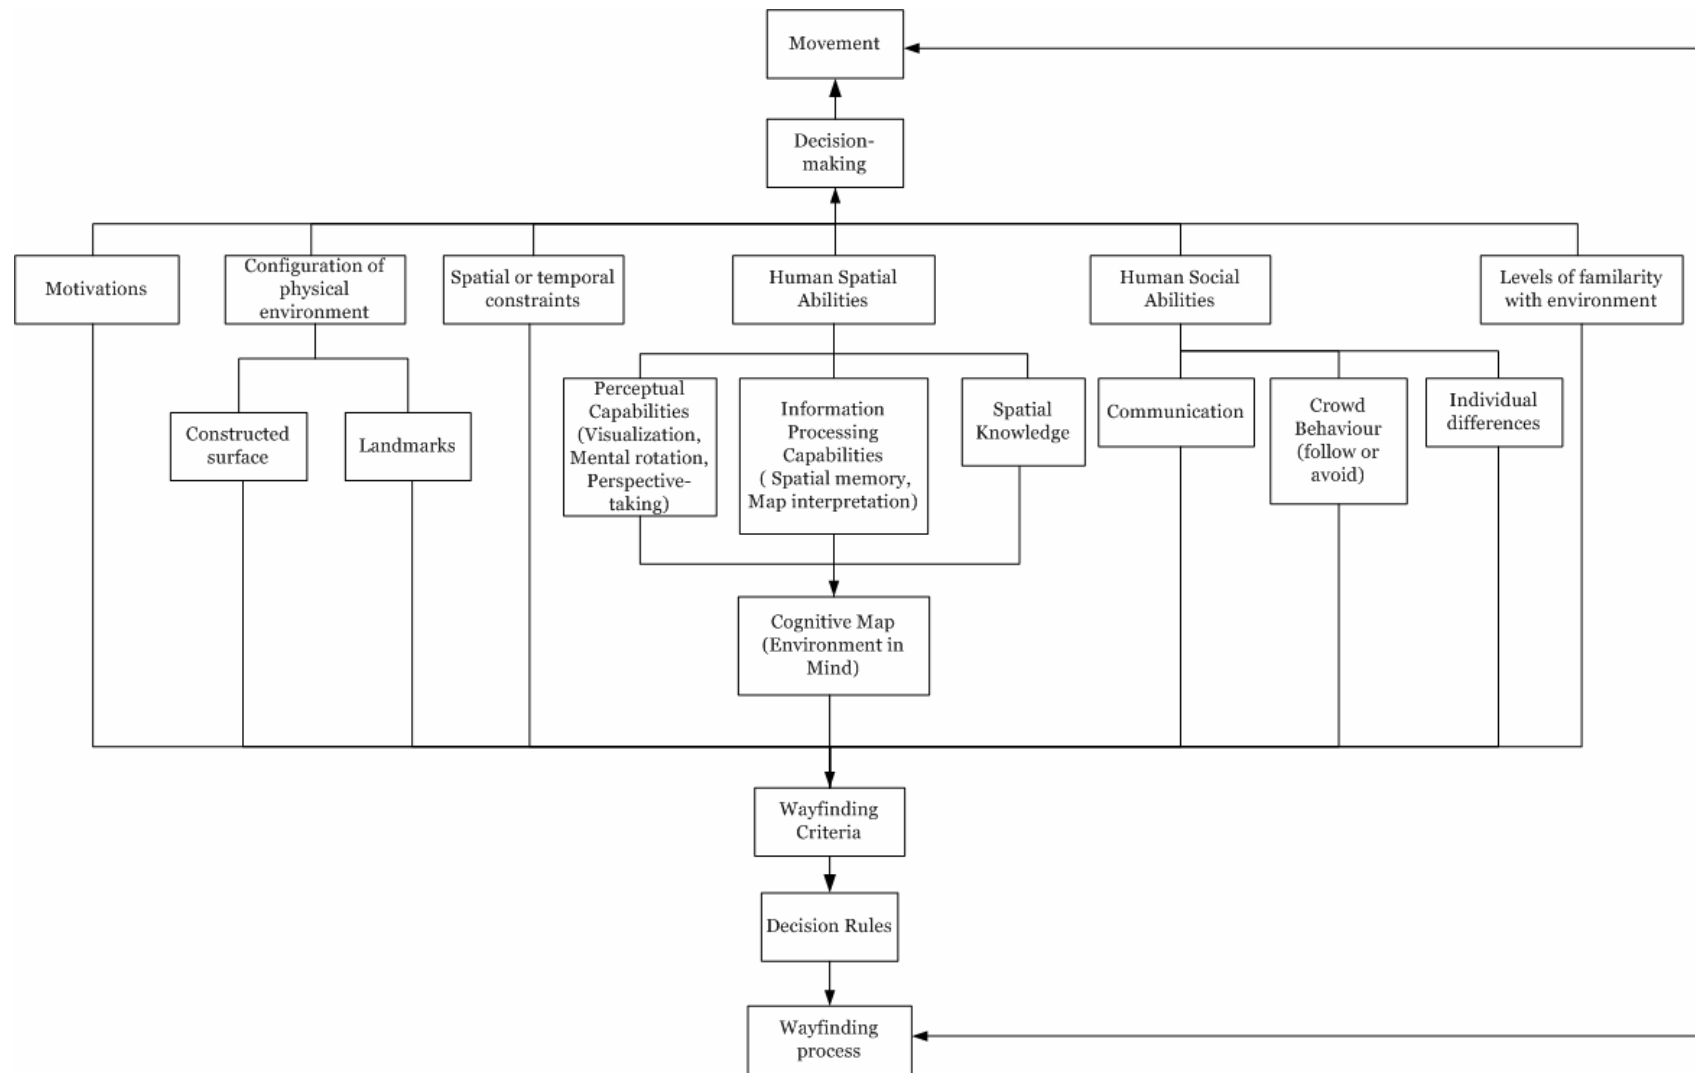 Movement
Decision-
making
Motivations
Configuration of
physical
environment
Spatial or temporal
constraints
Human Spatial
Abilities
Human Social
Abilities
Levels of familarity
with environment
Constructed
surface
Landmarks
Perceptual
Capabilities
(Visualization,
Mental rotation,
Perspective-
taking)
Information
Processing
Capabilities
( Spatial memory,
Map interpretation)
Spatial
Knowledge
Communication
Crowd
Behaviour
(follow or
avoid)
Individual
differences
Cognitive Map
(Environment in
Mind)
Wayfinding
Criteria
Decision Rules
Wayfinding
process